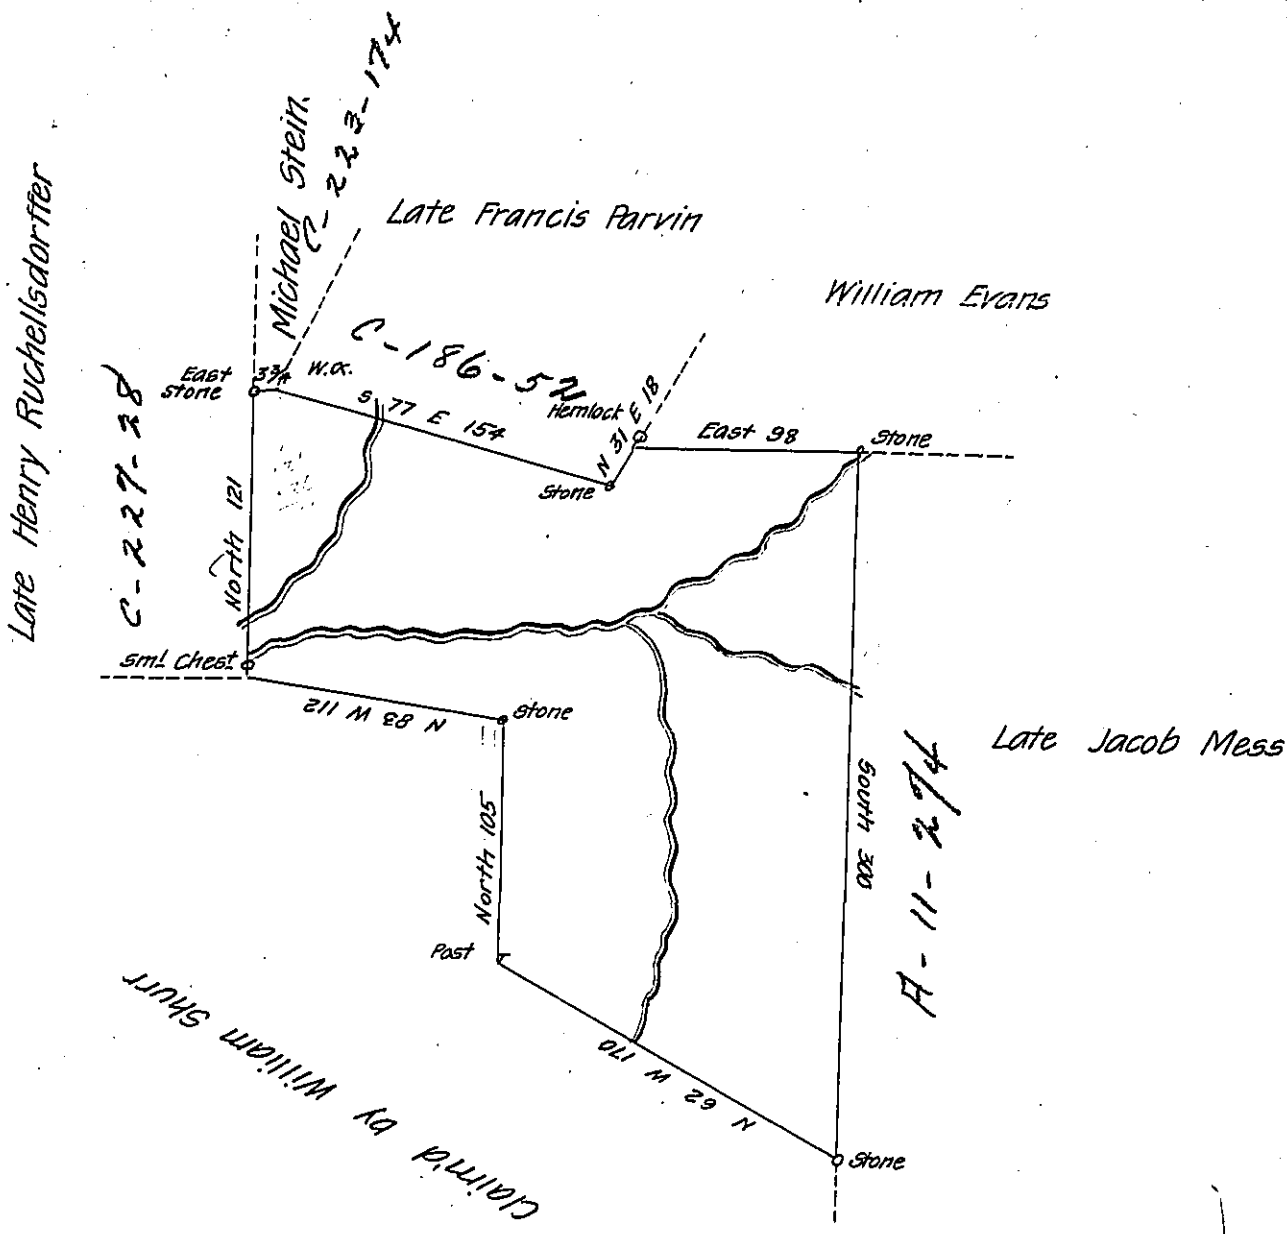 Late Henry Ruchellsdorffer
C-227-28
Michael Stein.
C-223-174
Late Francis Parvin
William Evans
C-186-52
East
Stone
3¾
W.O.
S 77 E 154
Hemlock
N 31 E 18
Stone
East 98
Stone
North 121
Sml Chest
N 83 W 112
Stone
North 105
Post
N 62 W 170
South 300
A-11-274
Late Jacob Mess
Stone
Claim'd by William Shurr